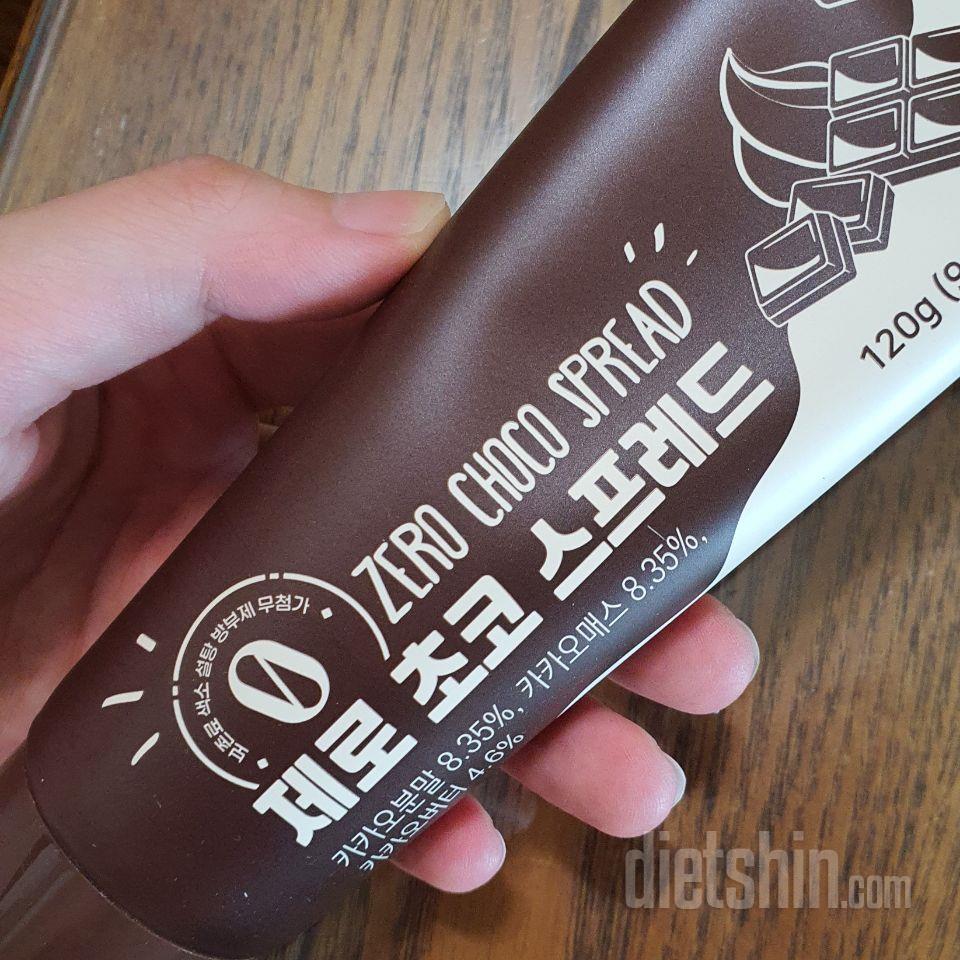 120g (9
ZERO CHOCO SPREAD
제로 초코 스프레드
색소 설탕 방부제 무첨가
카카오분말 8.35%, 카카오매스 8.35%,
카카오버터 4.6%
dietshin.com